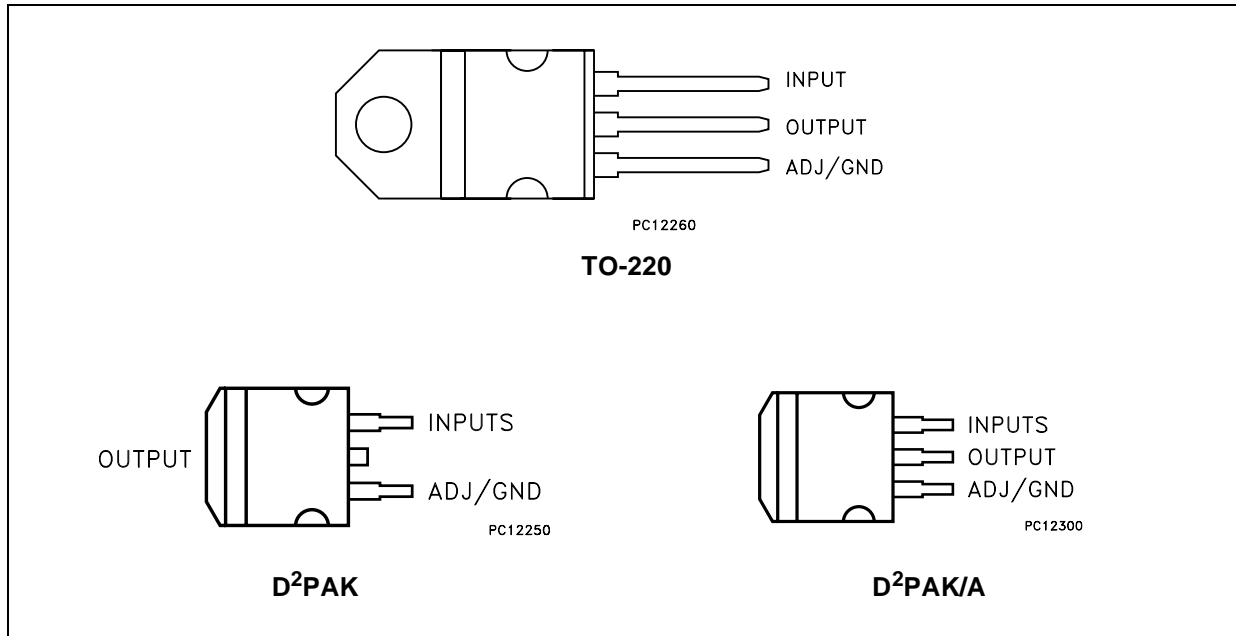 INPUT
OUTPUT
ADJ/GND
PC12260
TO-220
OUTPUT
INPUTS
ADJ/GND
PC12250
D²PAK
INPUTS
OUTPUT
ADJ/GND
PC12300
D²PAK/A